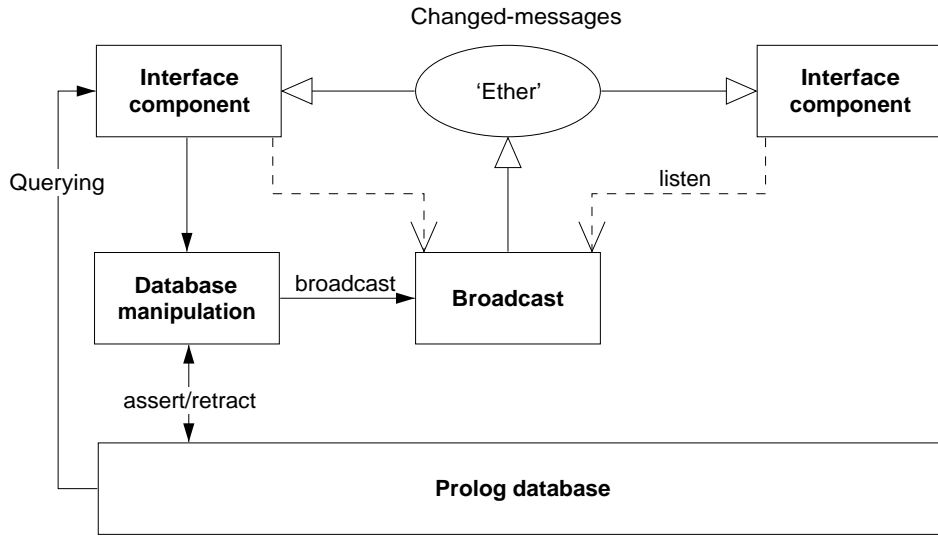 Changed-messages
Interface
component
‘Ether’
Interface
component
Querying
listen
Database
manipulation
broadcast
Broadcast
assert/retract
Prolog database